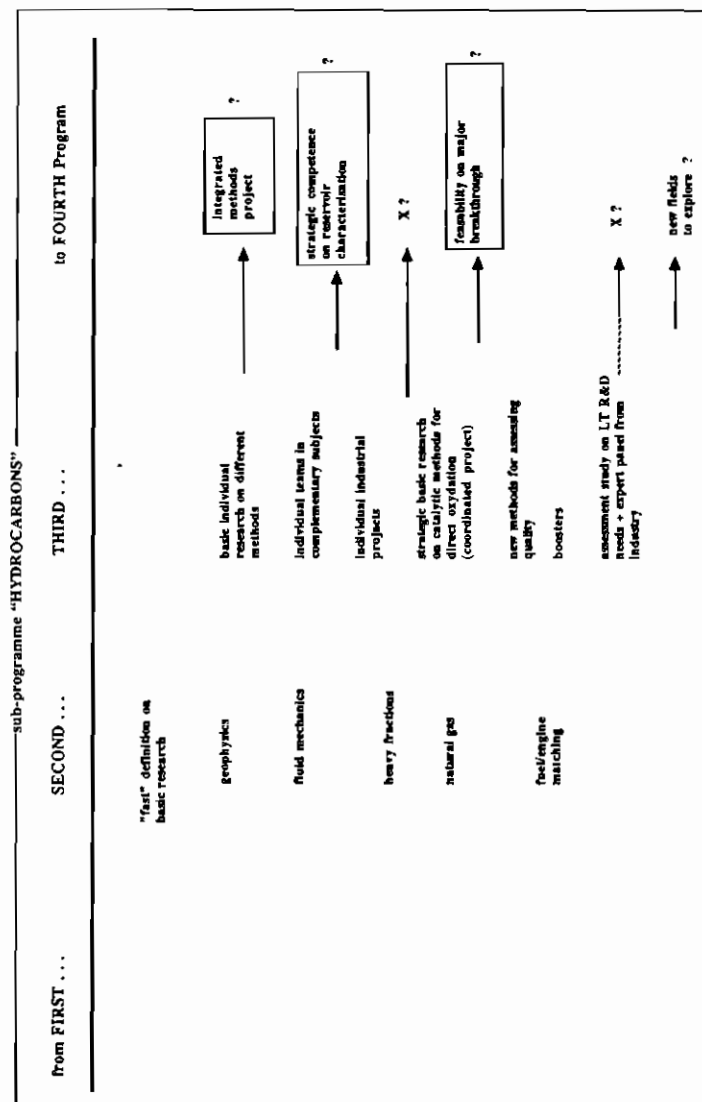 sub-programme "HYDROCARBONS"
from FIRST . . .
SECOND . . .
THIRD . . .
to FOURTH Program
"fast" definition on
basic research
geophysics
basic individual
research on different
methods
integrated
methods
project
?
fluid mechanics
individual teams in
complementary subjects
strategic competence
on reservoir
characterisation
?
heavy fractions
individual industrial
projects
X ?
natural gas
strategic basic research
on catalytic methods for
direct oxydation
(coordinated project)
feasability on major
breakthrough
?
fuel/engine
matching
new methods for assessing
quality
boosters
assessment study on LT R&D
needs + expert panel from
industry
X ?
new fields
to explore ?